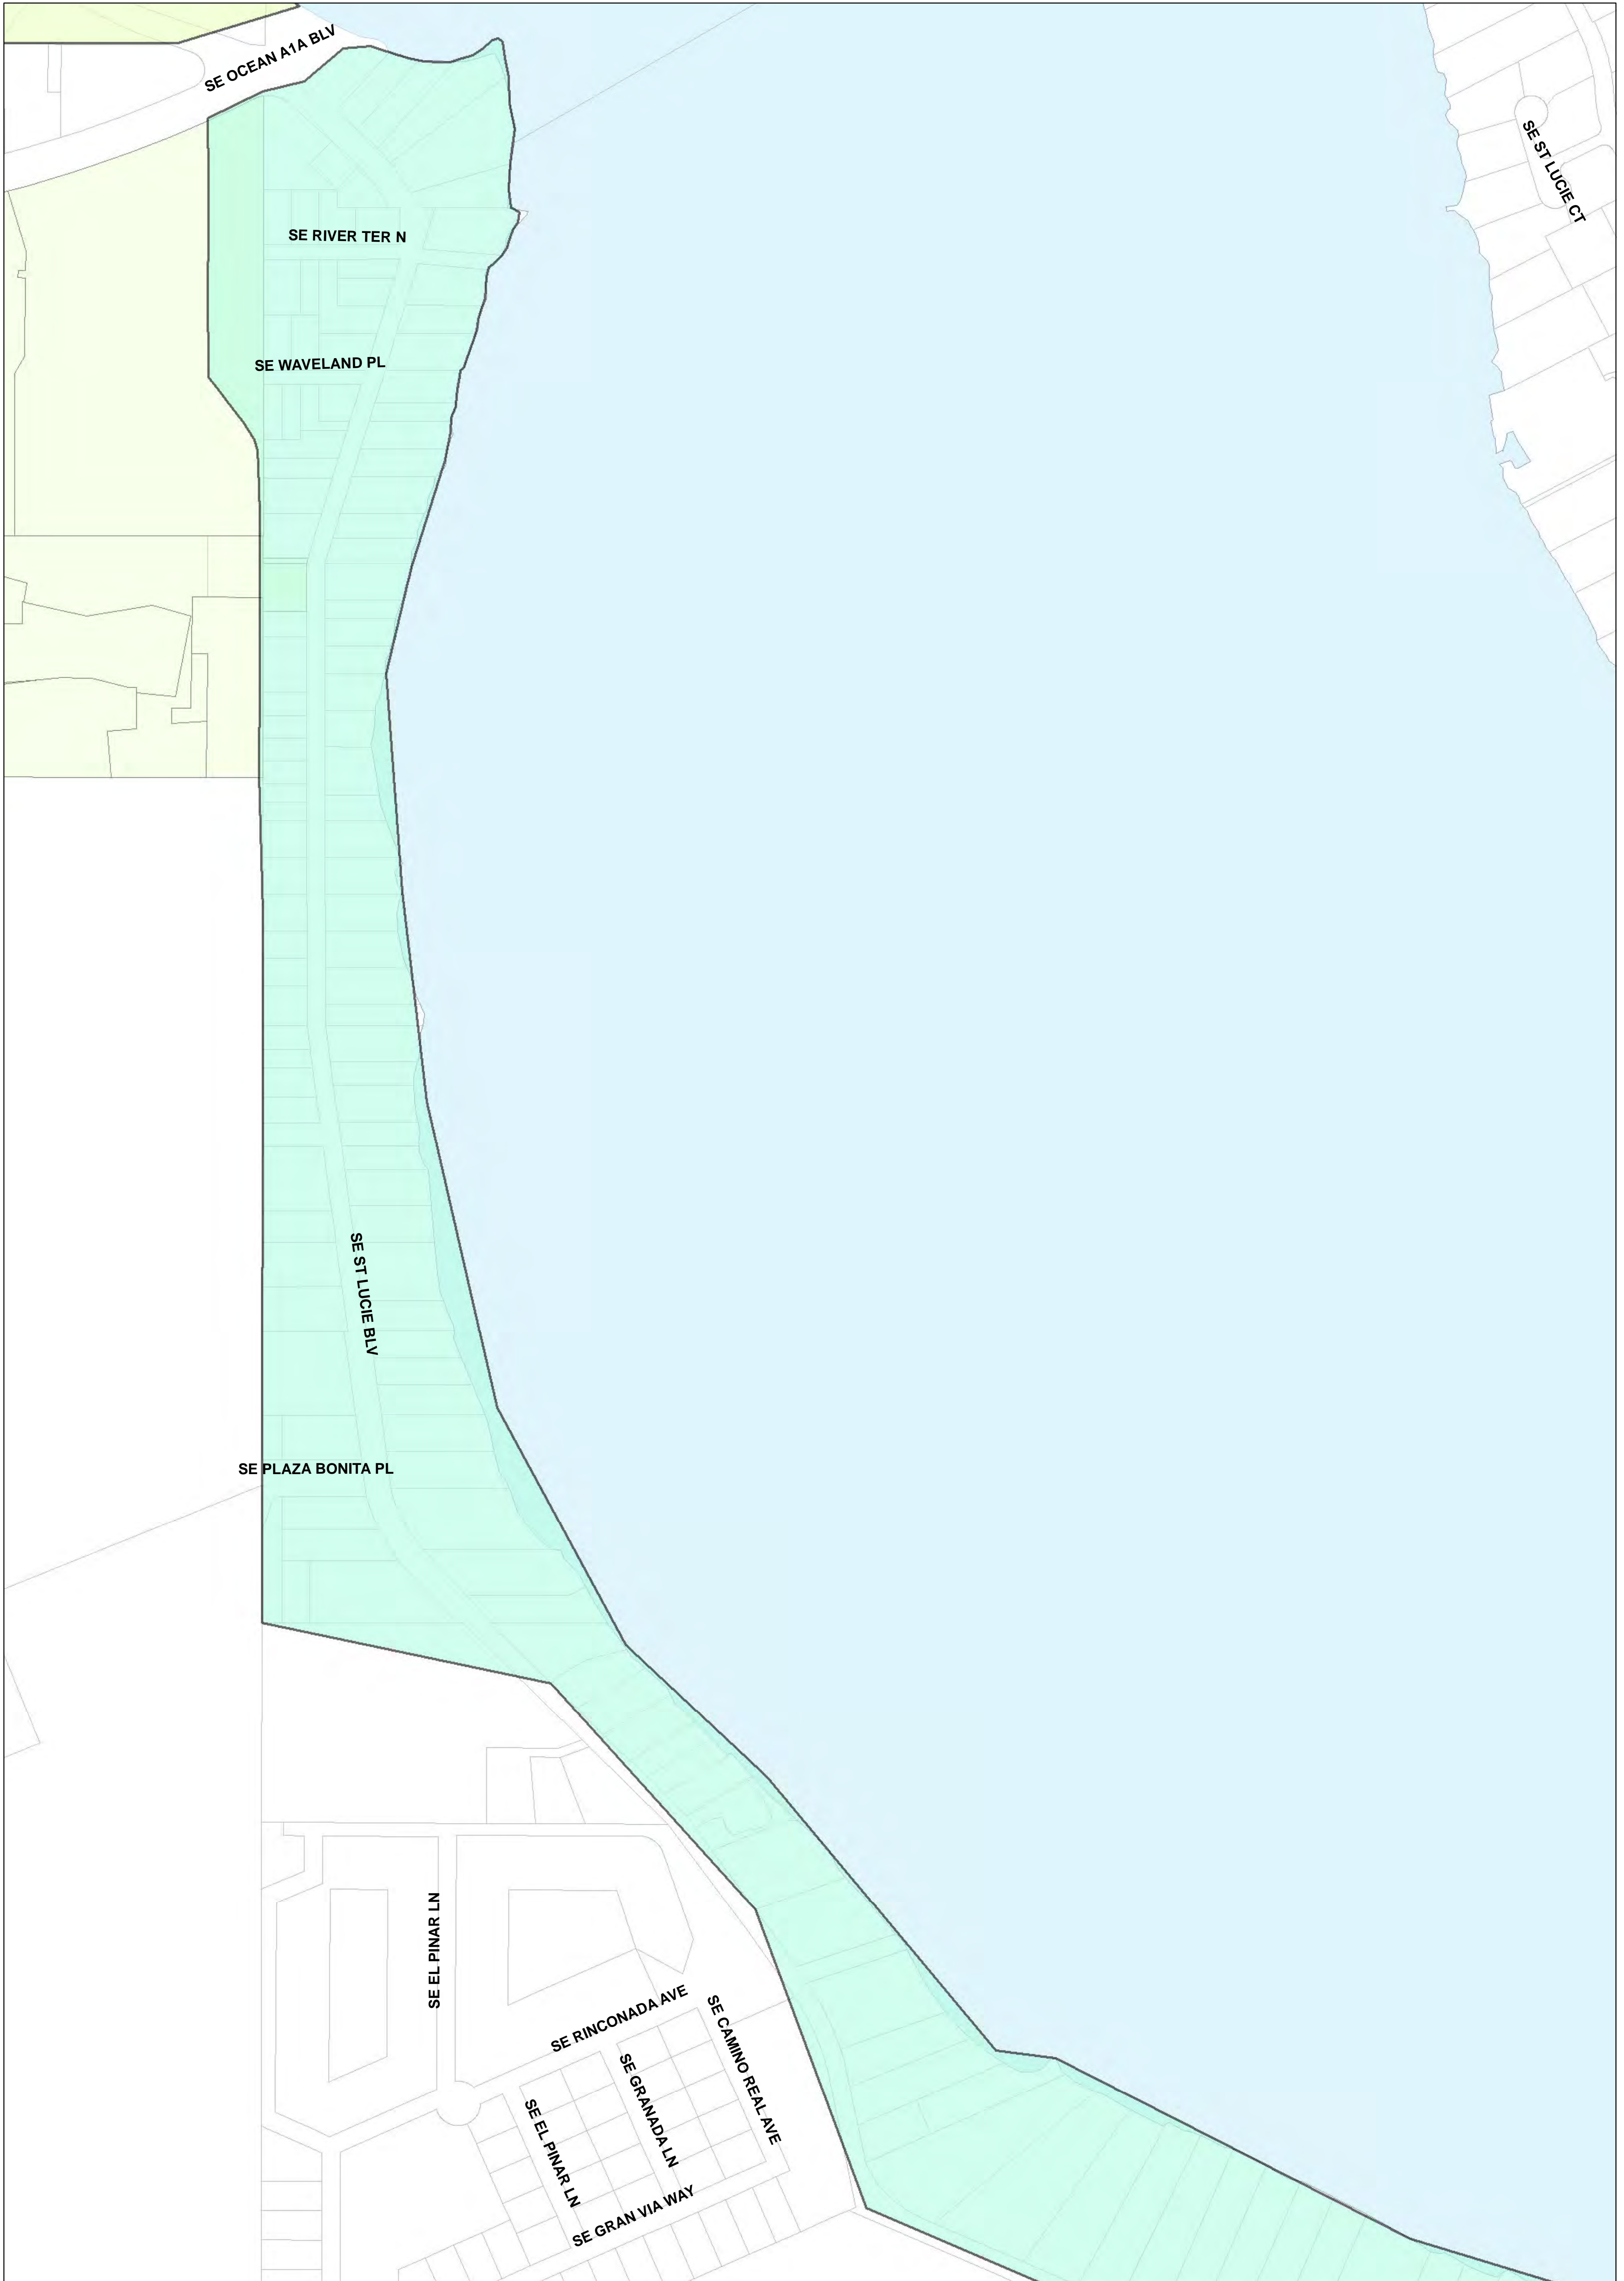 SE OCEAN A1A BLV
SE ST LUCIE CT
SE RIVER TER N
SE WAVELAND PL
SE ST LUCIE BLV
SE PLAZA BONITA PL
SE EL PINAR LN
SE RINCONADA AVE
SE CAMINO REAL AVE
SE GRANADA LN
SE EL PINAR LN
SE GRAN VIA WAY